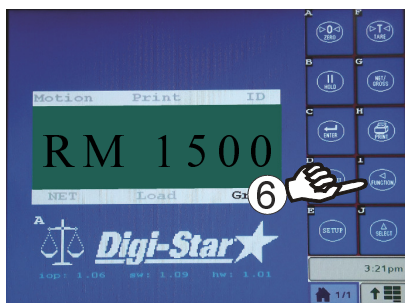 A
F
ZERO
TARE
B
G
HOLD
NET/
GROSS
Motion Print ID
C
H
ENTER
PRINT
RM 1500
D
I
FUNCTION
NET Load
6
E
J
SETUP
SELECT
A
Digi-Star
iop: 1.06 sw: 1.09 hw: 1.01
3:21pm
1/1